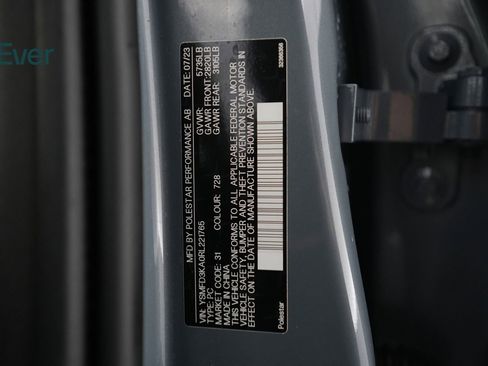 Ever
MFD BY POLESTAR PERFORMANCE AB DATE: 07/23
GVWR: 5735LB
GAWR FRONT: 2820LB
GAWR REAR: 3105LB
VIN: YSMFD3KA0RL221765
TYPE: PC
MARKET CODE: 31 COLOUR: 728
MADE IN CHINA
THIS VEHICLE CONFORMS TO ALL APPLICABLE FEDERAL MOTOR
VEHICLE SAFETY, BUMPER AND THEFT PREVENTION STANDARDS IN
EFFECT ON THE DATE OF MANUFACTURE SHOWN ABOVE.
Polestar